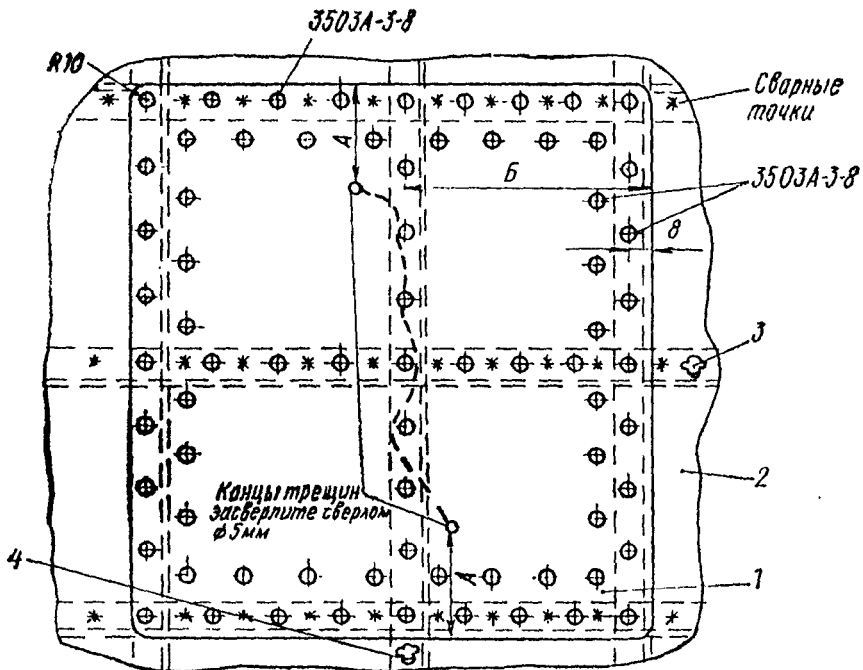 3503А-3-8
R10
Сварные
точки
А
Б
3503А-3-8
8
3
2
Концы трещин
засверлите сверлом
ф5мм
4
А
1